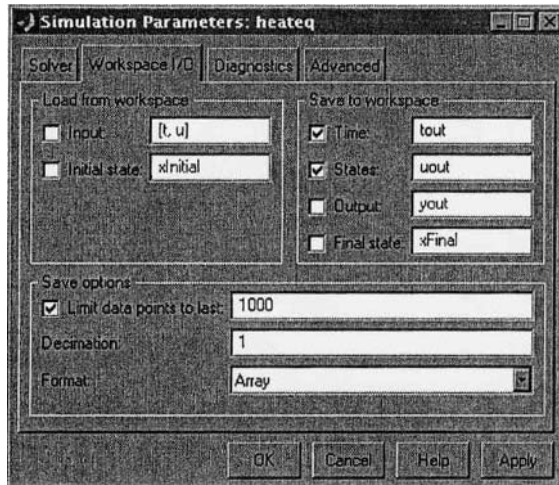 Simulation Parameters: heateq
Solver Workspace I/O Diagnostics Advanced
Load from workspace
Input: [t, u]
Initial state: xInitial
Save to workspace
Time: tout
States: uout
Output: yout
Final state: xFinal
Save options
Limit data points to last: 1000
Decimation: 1
Format: Array
OK Cancel Help Apply